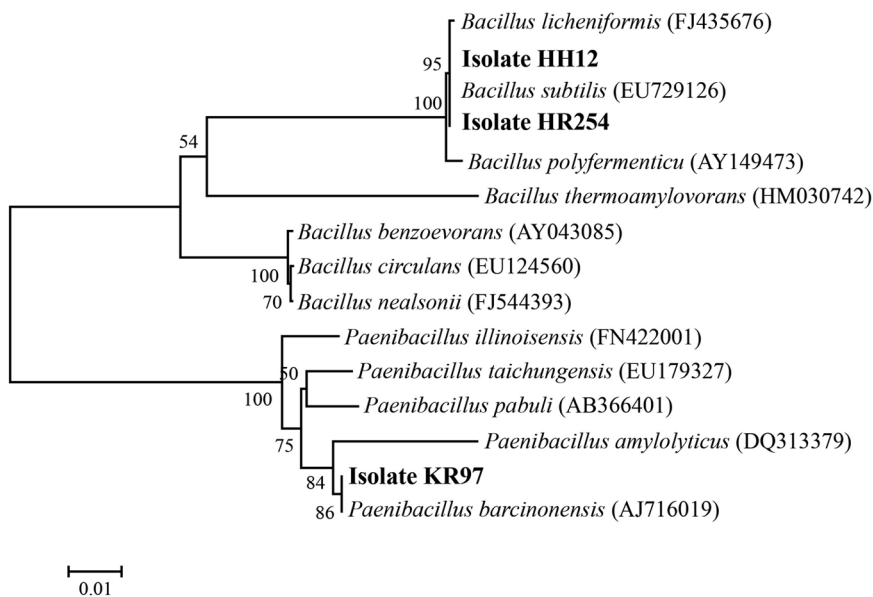 Bacillus licheniformis (FJ435676)
95
Isolate HH12
Bacillus subtilis (EU729126)
100
Isolate HR254
54
Bacillus polyfermenticu (AY149473)
Bacillus thermoamylovorans (HM030742)
Bacillus benzoevorans (AY043085)
100
Bacillus circulans (EU124560)
70
Bacillus nealsonii (FJ544393)
Paenibacillus illinoisensis (FN422001)
50
Paenibacillus taichungensis (EU179327)
100
Paenibacillus pabuli (AB366401)
75
Paenibacillus amylolyticus (DQ313379)
84
Isolate KR97
86
Paenibacillus barcinonensis (AJ716019)
0.01